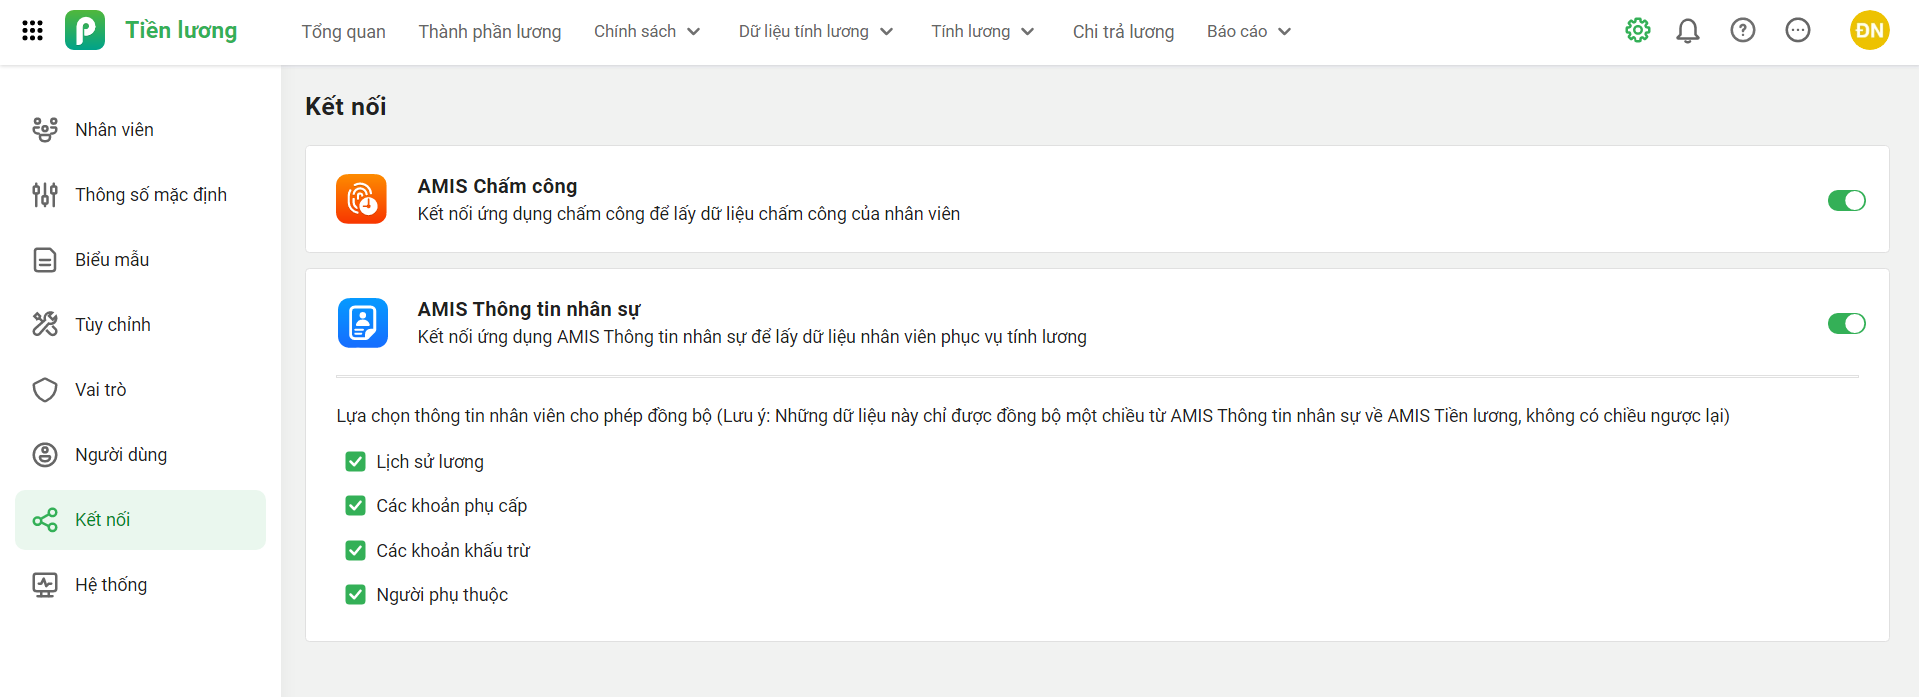 Tiền lương
Tổng quan
Thành phần lương
Chính sách
Dữ liệu tính lương
Tính lương
Chi trả lương
Báo cáo
ĐN
Nhân viên
Thông số mặc định
Biểu mẫu
Tùy chỉnh
Vai trò
Người dùng
Kết nối
Hệ thống
Kết nối
AMIS Chấm công
Kết nối ứng dụng chấm công để lấy dữ liệu chấm công của nhân viên
AMIS Thông tin nhân sự
Kết nối ứng dụng AMIS Thông tin nhân sự để lấy dữ liệu nhân viên phục vụ tính lương
Lựa chọn thông tin nhân viên cho phép đồng bộ (Lưu ý: Những dữ liệu này chỉ được đồng bộ một chiều từ AMIS Thông tin nhân sự về AMIS Tiền lương, không có chiều ngược lại)
Lịch sử lương
Các khoản phụ cấp
Các khoản khấu trừ
Người phụ thuộc